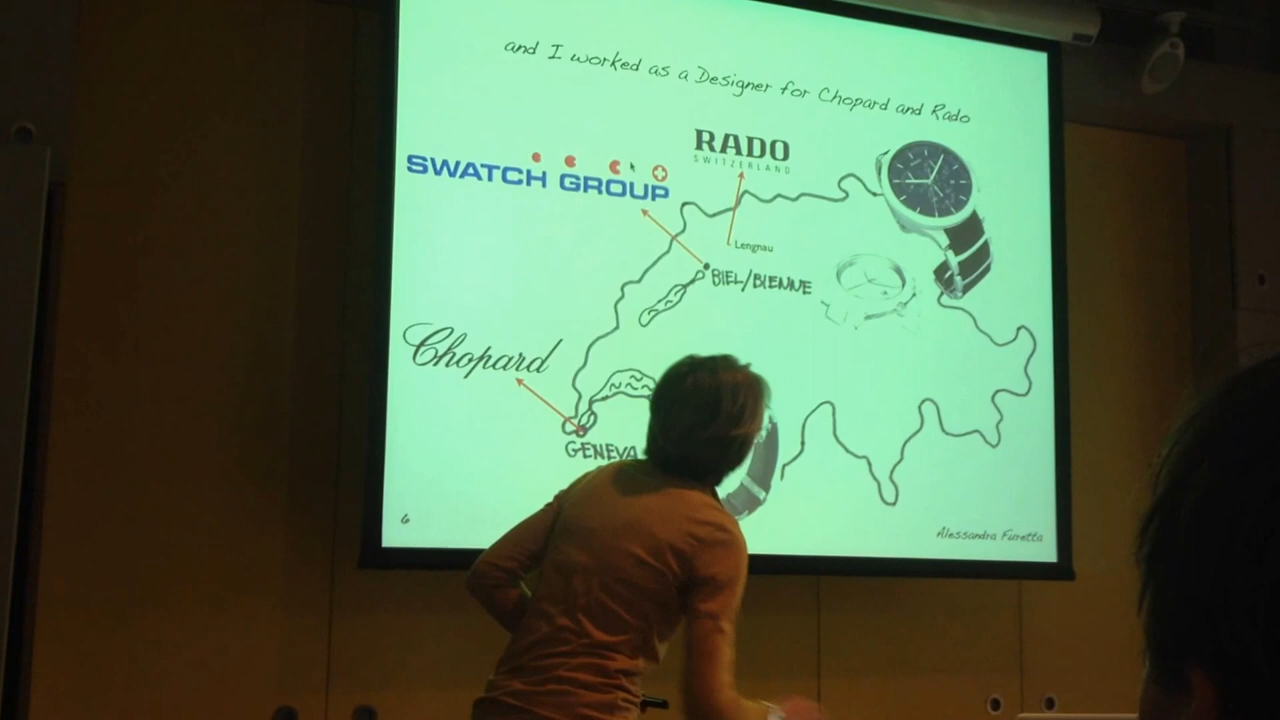 and I worked as a Designer for Chopard and Rado
RADO
SWITZERLAND
SWATCH GROUP
Lengnau
BIEL/BIENNE
Chopard
GENEVA
6
Alessandra Furetta